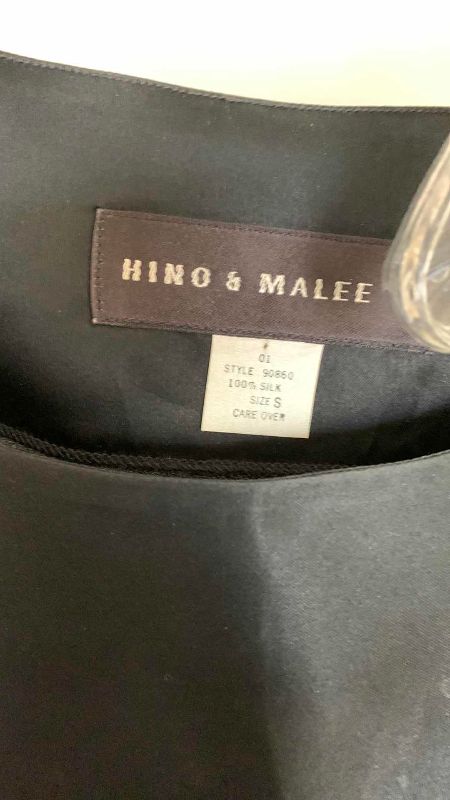 HINO & MALEE
01
STYLE 90860
100% SILK
SIZE S
CARE OVER